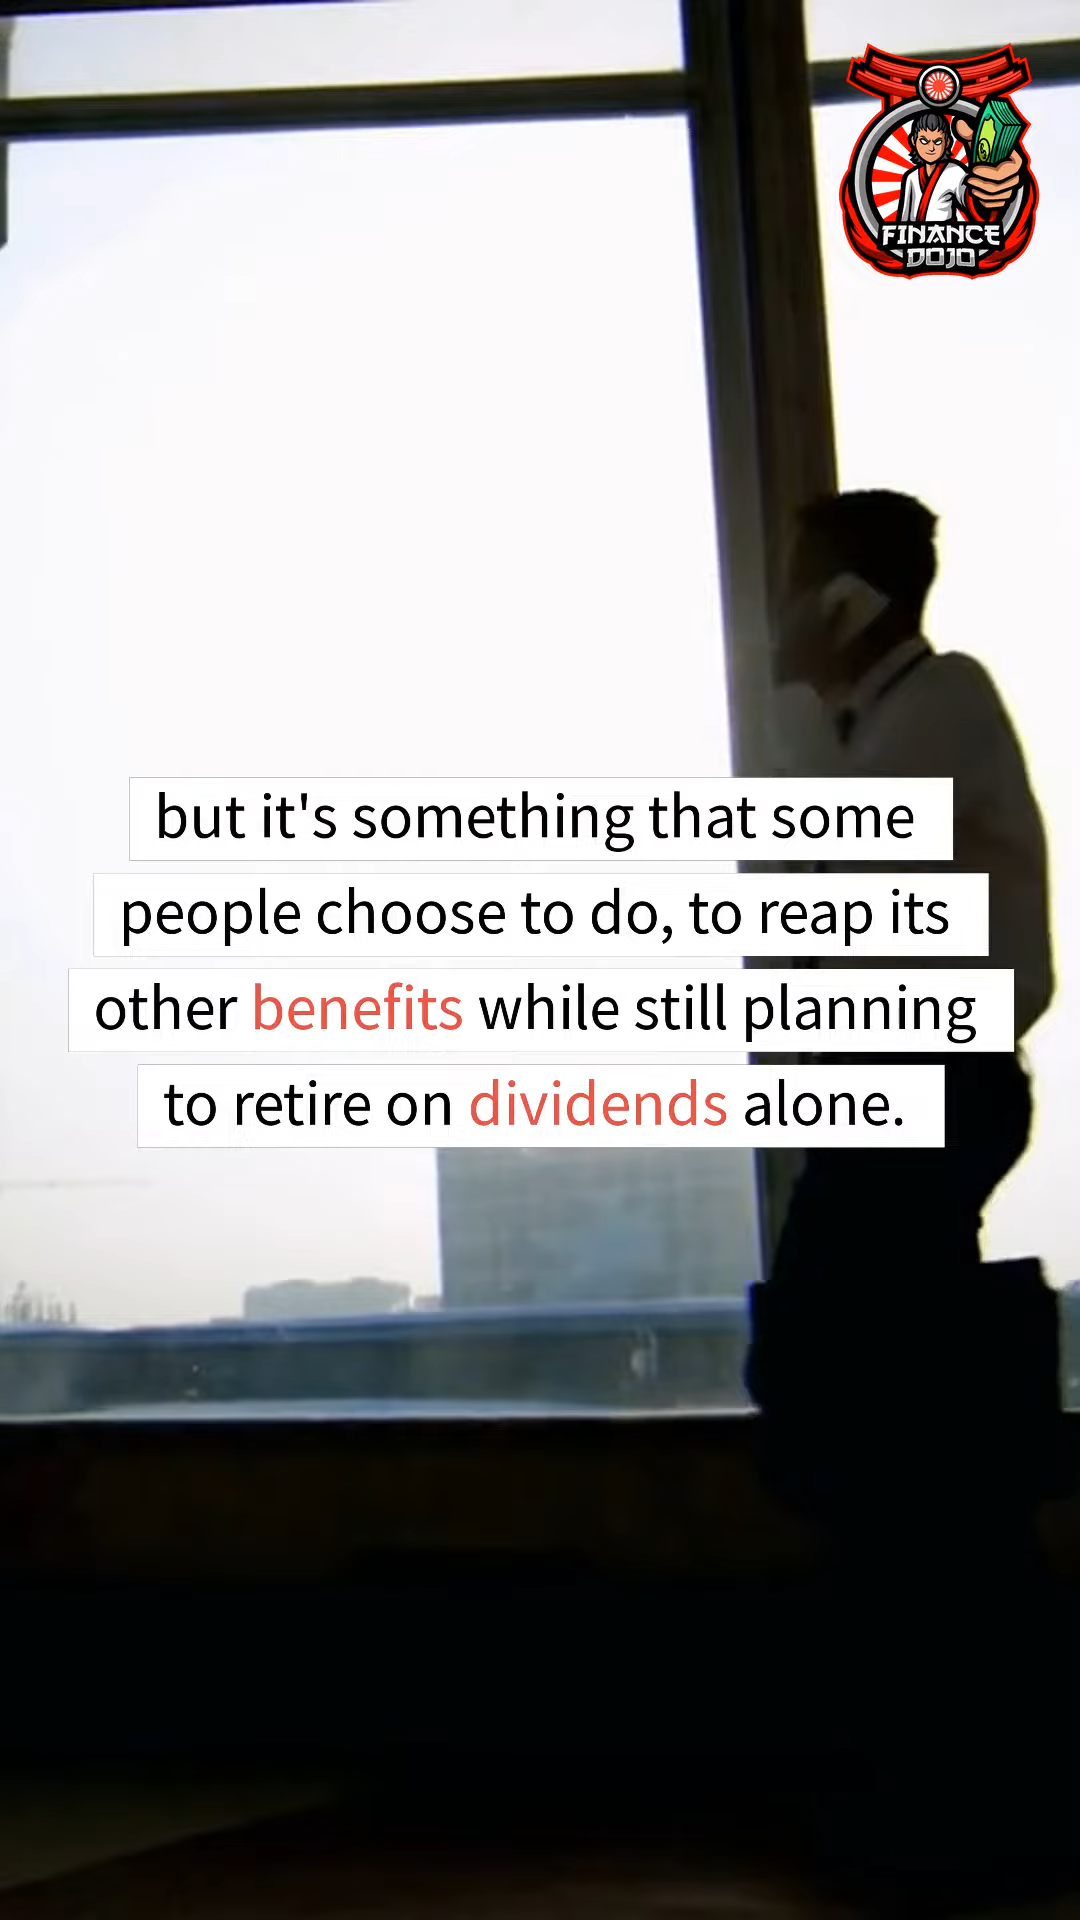 FINANCE
DOJO
but it's something that some
people choose to do, to reap its
other benefits while still planning
to retire on dividends alone.